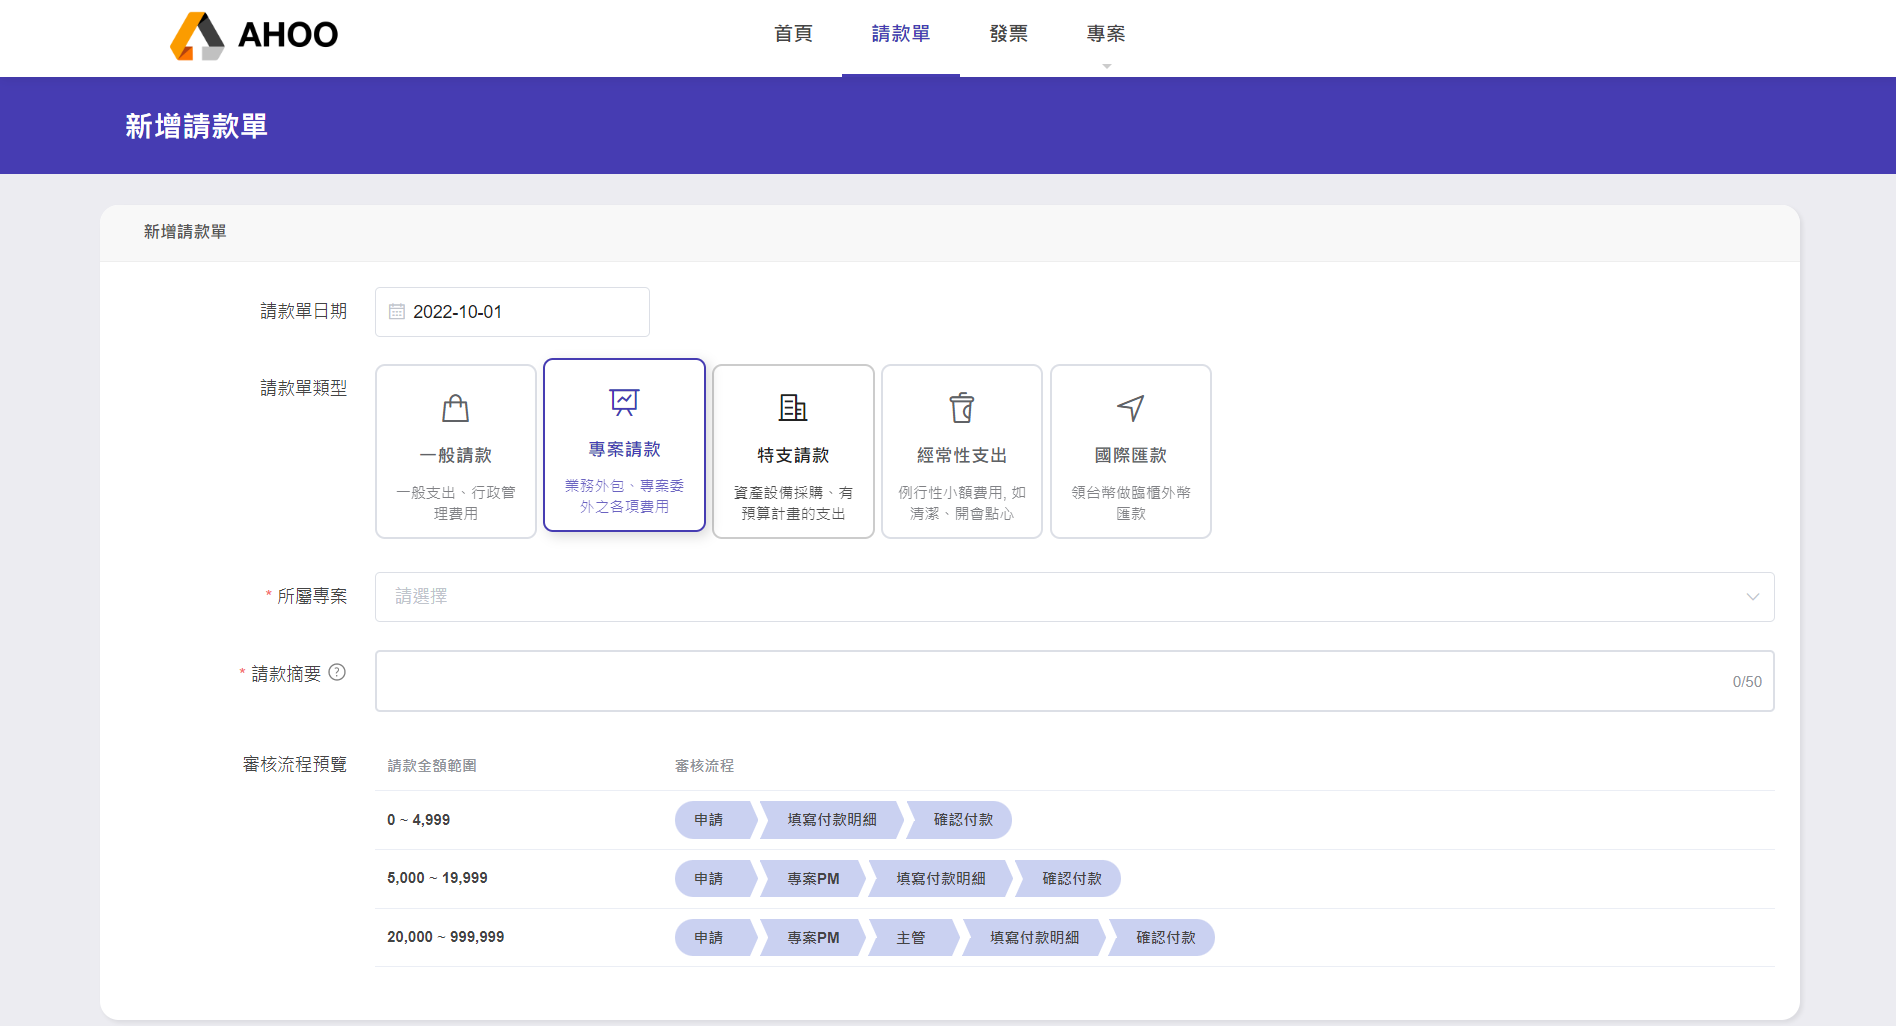 AHOO
首頁 請款單 發票 專案
新增請款單
新增請款單
請款單日期 2022-10-01
請款單類型
一般請款
一般支出、行政管
理費用
專案請款
業務外包、專案委
外之各項費用
特支請款
資產設備採購、有
預算計畫的支出
經常性支出
例行性小額費用, 如
清潔、開會點心
國際匯款
領台幣做臨櫃外幣
匯款
* 所屬專案 請選擇
* 請款摘要 ? 0/50
審核流程預覽 請款金額範圍 審核流程
0 ~ 4,999 申請 填寫付款明細 確認付款
5,000 ~ 19,999 申請 專案PM 填寫付款明細 確認付款
20,000 ~ 999,999 申請 專案PM 主管 填寫付款明細 確認付款